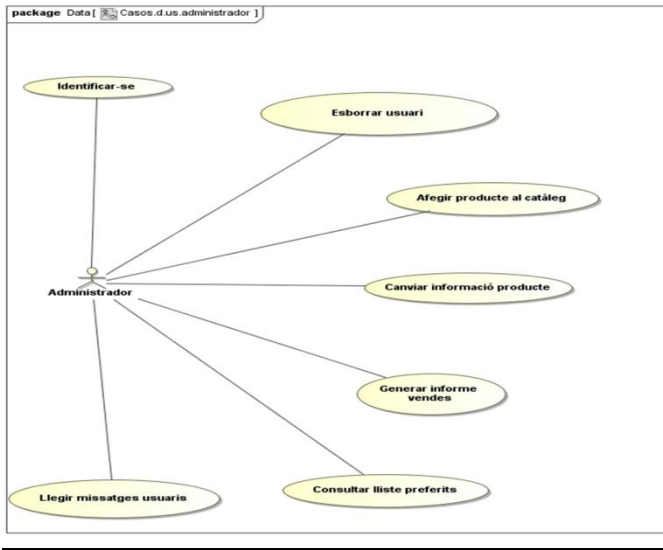 package Data [ Casos.d.us.administrador ]
Identificar-se
Esborrar usuari
Afegir producte al catàleg
Administrador
Canviar informació producte
Generar informe
vendes
Consultar lliste preferits
Llegir missatges usuaris